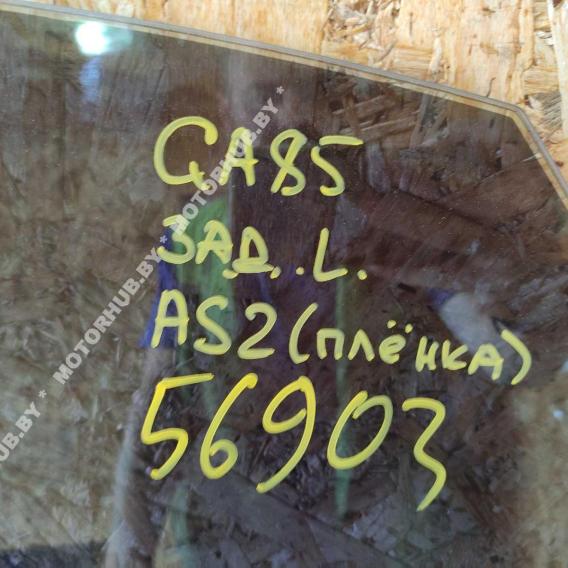 GA85
ЗАД. L.
AS2 (плёнка)
56903
* MOTORHUB.BY * MOTORHUB.BY *